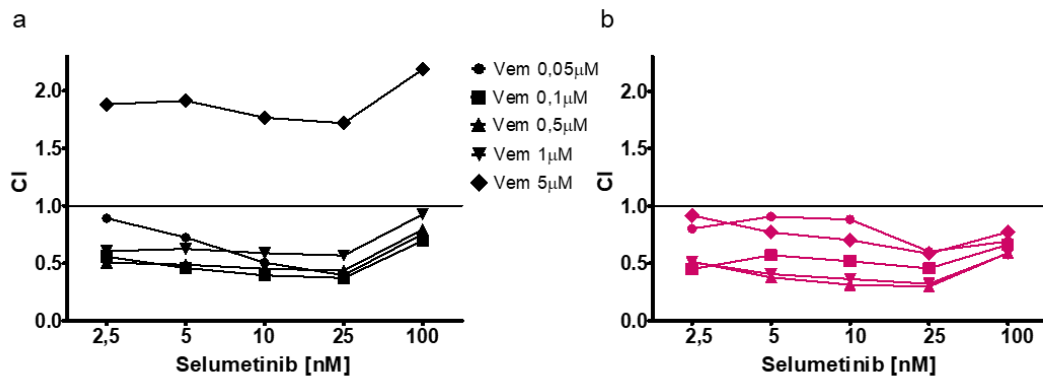 a
CI
2.0
1.5
1.0
0.5
0.0
2,5 5 10 25 100
Selumetinib [nM]
Vem 0,05μM
Vem 0,1μM
Vem 0,5μM
Vem 1μM
Vem 5μM
b
CI
2.0
1.5
1.0
0.5
0.0
2,5 5 10 25 100
Selumetinib [nM]